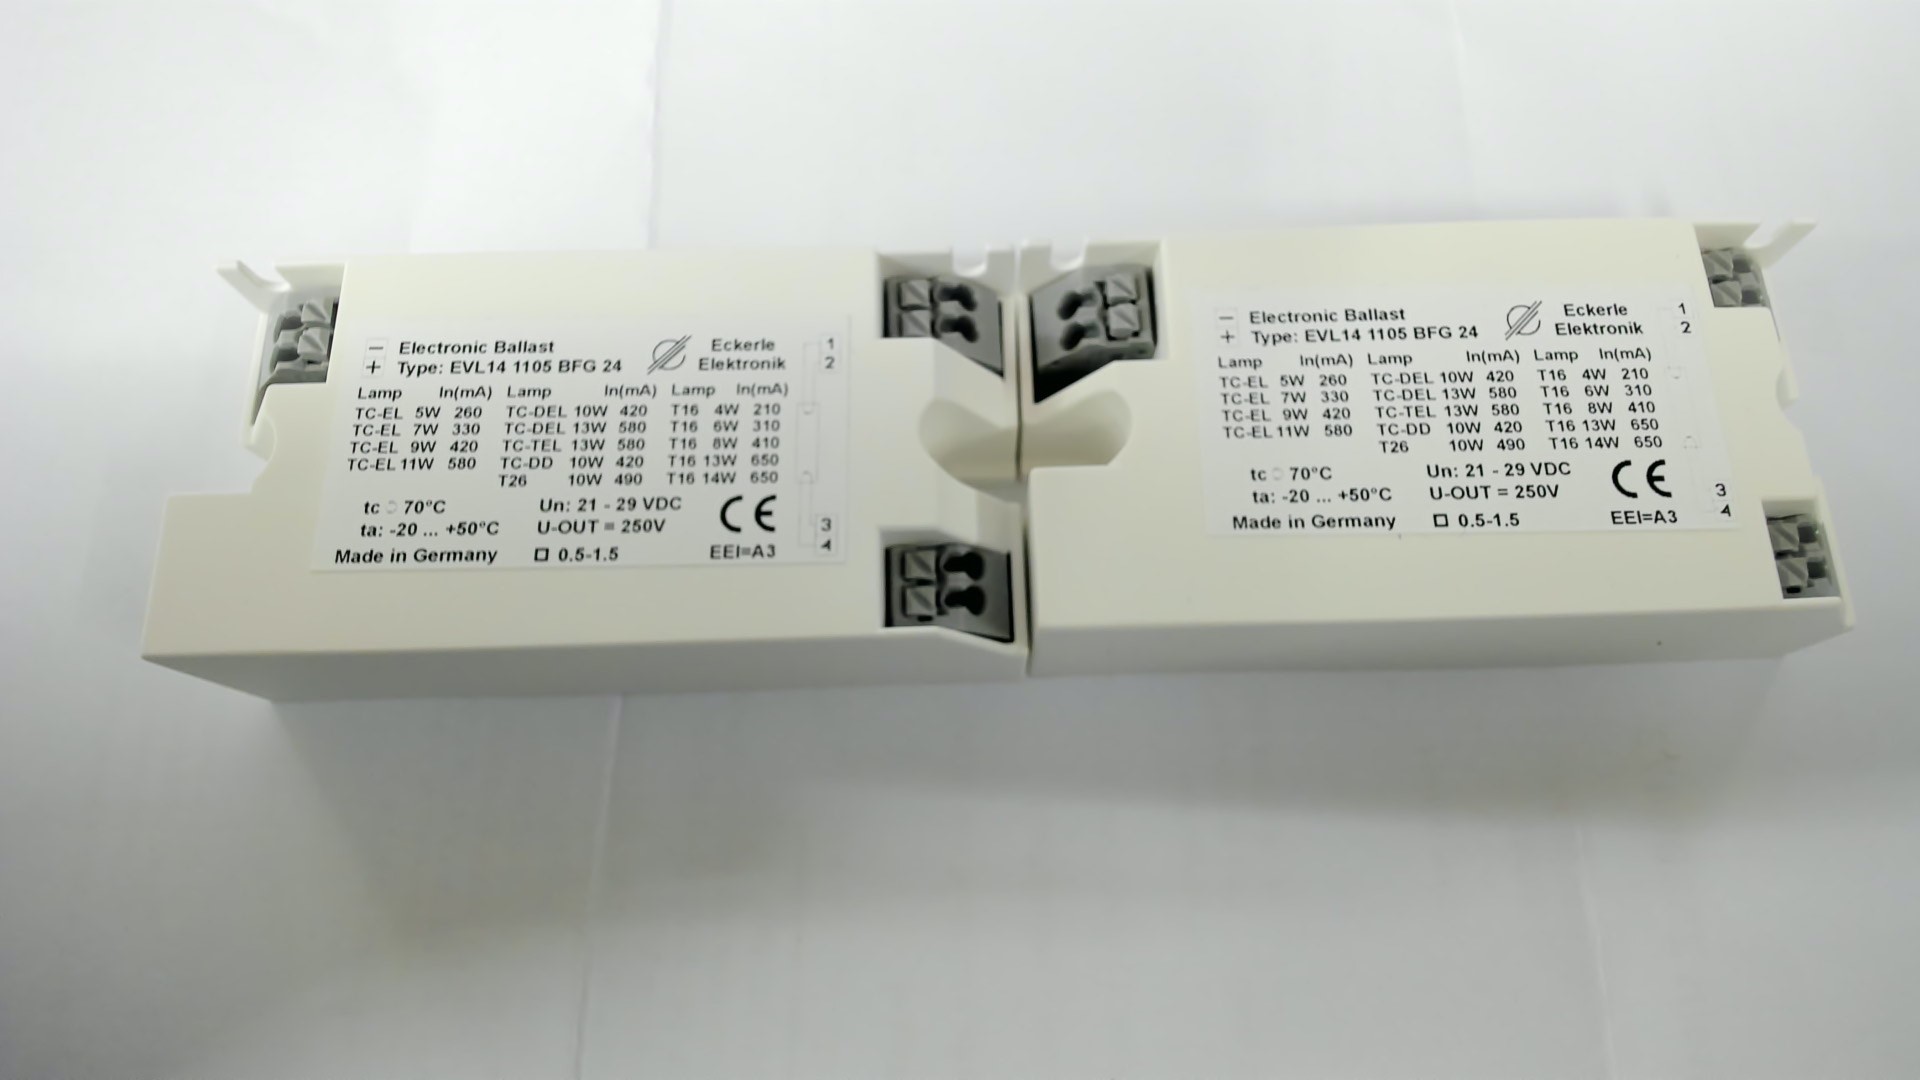 − Electronic Ballast Eckerle 1
+ Type: EVL14 1105 BFG 24 Elektronik 2
Lamp In(mA) Lamp In(mA) Lamp In(mA)
TC-EL 5W 260 TC-DEL 10W 420 T16 4W 210
TC-EL 7W 330 TC-DEL 13W 580 T16 6W 310
TC-EL 9W 420 TC-TEL 13W 580 T16 8W 410
TC-EL 11W 580 TC-DD 10W 420 T16 13W 650
T26 10W 490 T16 14W 650
tc 70°C Un: 21 - 29 VDC CE
ta: -20 ... +50°C U-OUT = 250V 3
Made in Germany 0.5-1.5 EEI=A3 4
− Electronic Ballast Eckerle 1
+ Type: EVL14 1105 BFG 24 Elektronik 2
Lamp In(mA) Lamp In(mA) Lamp In(mA)
TC-EL 5W 260 TC-DEL 10W 420 T16 4W 210
TC-EL 7W 330 TC-DEL 13W 580 T16 6W 310
TC-EL 9W 420 TC-TEL 13W 580 T16 8W 410
TC-EL 11W 580 TC-DD 10W 420 T16 13W 650
T26 10W 490 T16 14W 650
tc 70°C Un: 21 - 29 VDC CE
ta: -20 ... +50°C U-OUT = 250V 3
Made in Germany 0.5-1.5 EEI=A3 4